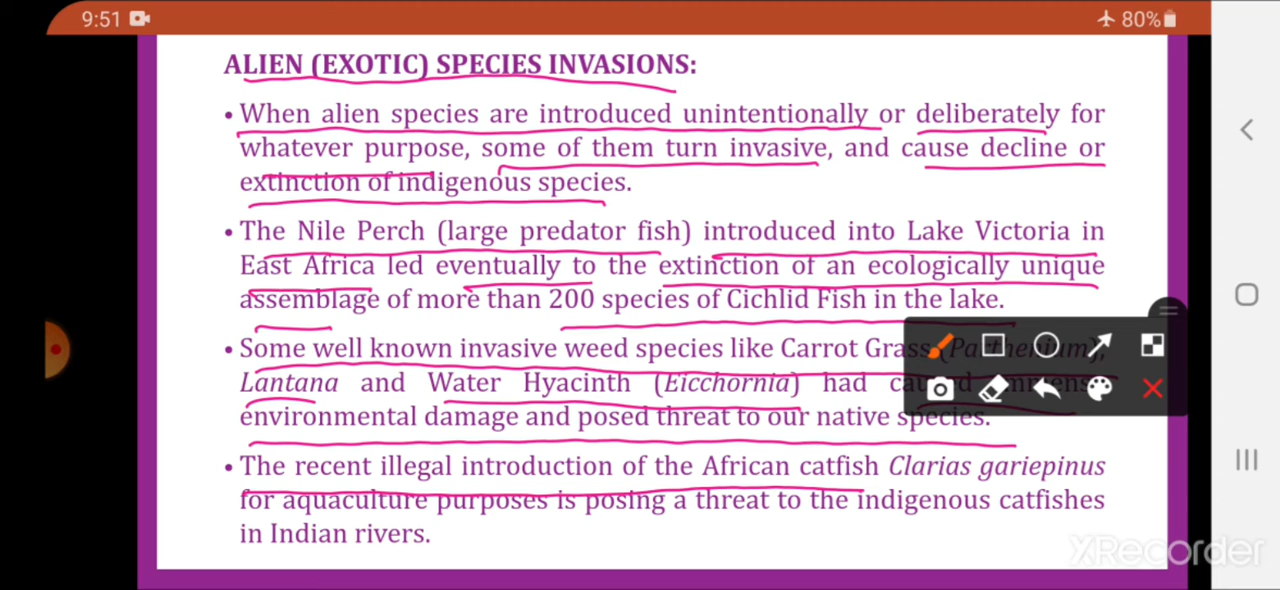 9:51
80%
ALIEN (EXOTIC) SPECIES INVASIONS:
• When alien species are introduced unintentionally or deliberately for
whatever purpose, some of them turn invasive, and cause decline or
extinction of indigenous species.
• The Nile Perch (large predator fish) introduced into Lake Victoria in
East Africa led eventually to the extinction of an ecologically unique
assemblage of more than 200 species of Cichlid Fish in the lake.
• Some well known invasive weed species like Carrot Grass (Parthenium),
Lantana and Water Hyacinth (Eicchornia) had caused immense
environmental damage and posed threat to our native species.
• The recent illegal introduction of the African catfish Clarias gariepinus
for aquaculture purposes is posing a threat to the indigenous catfishes
in Indian rivers.
XRecorder